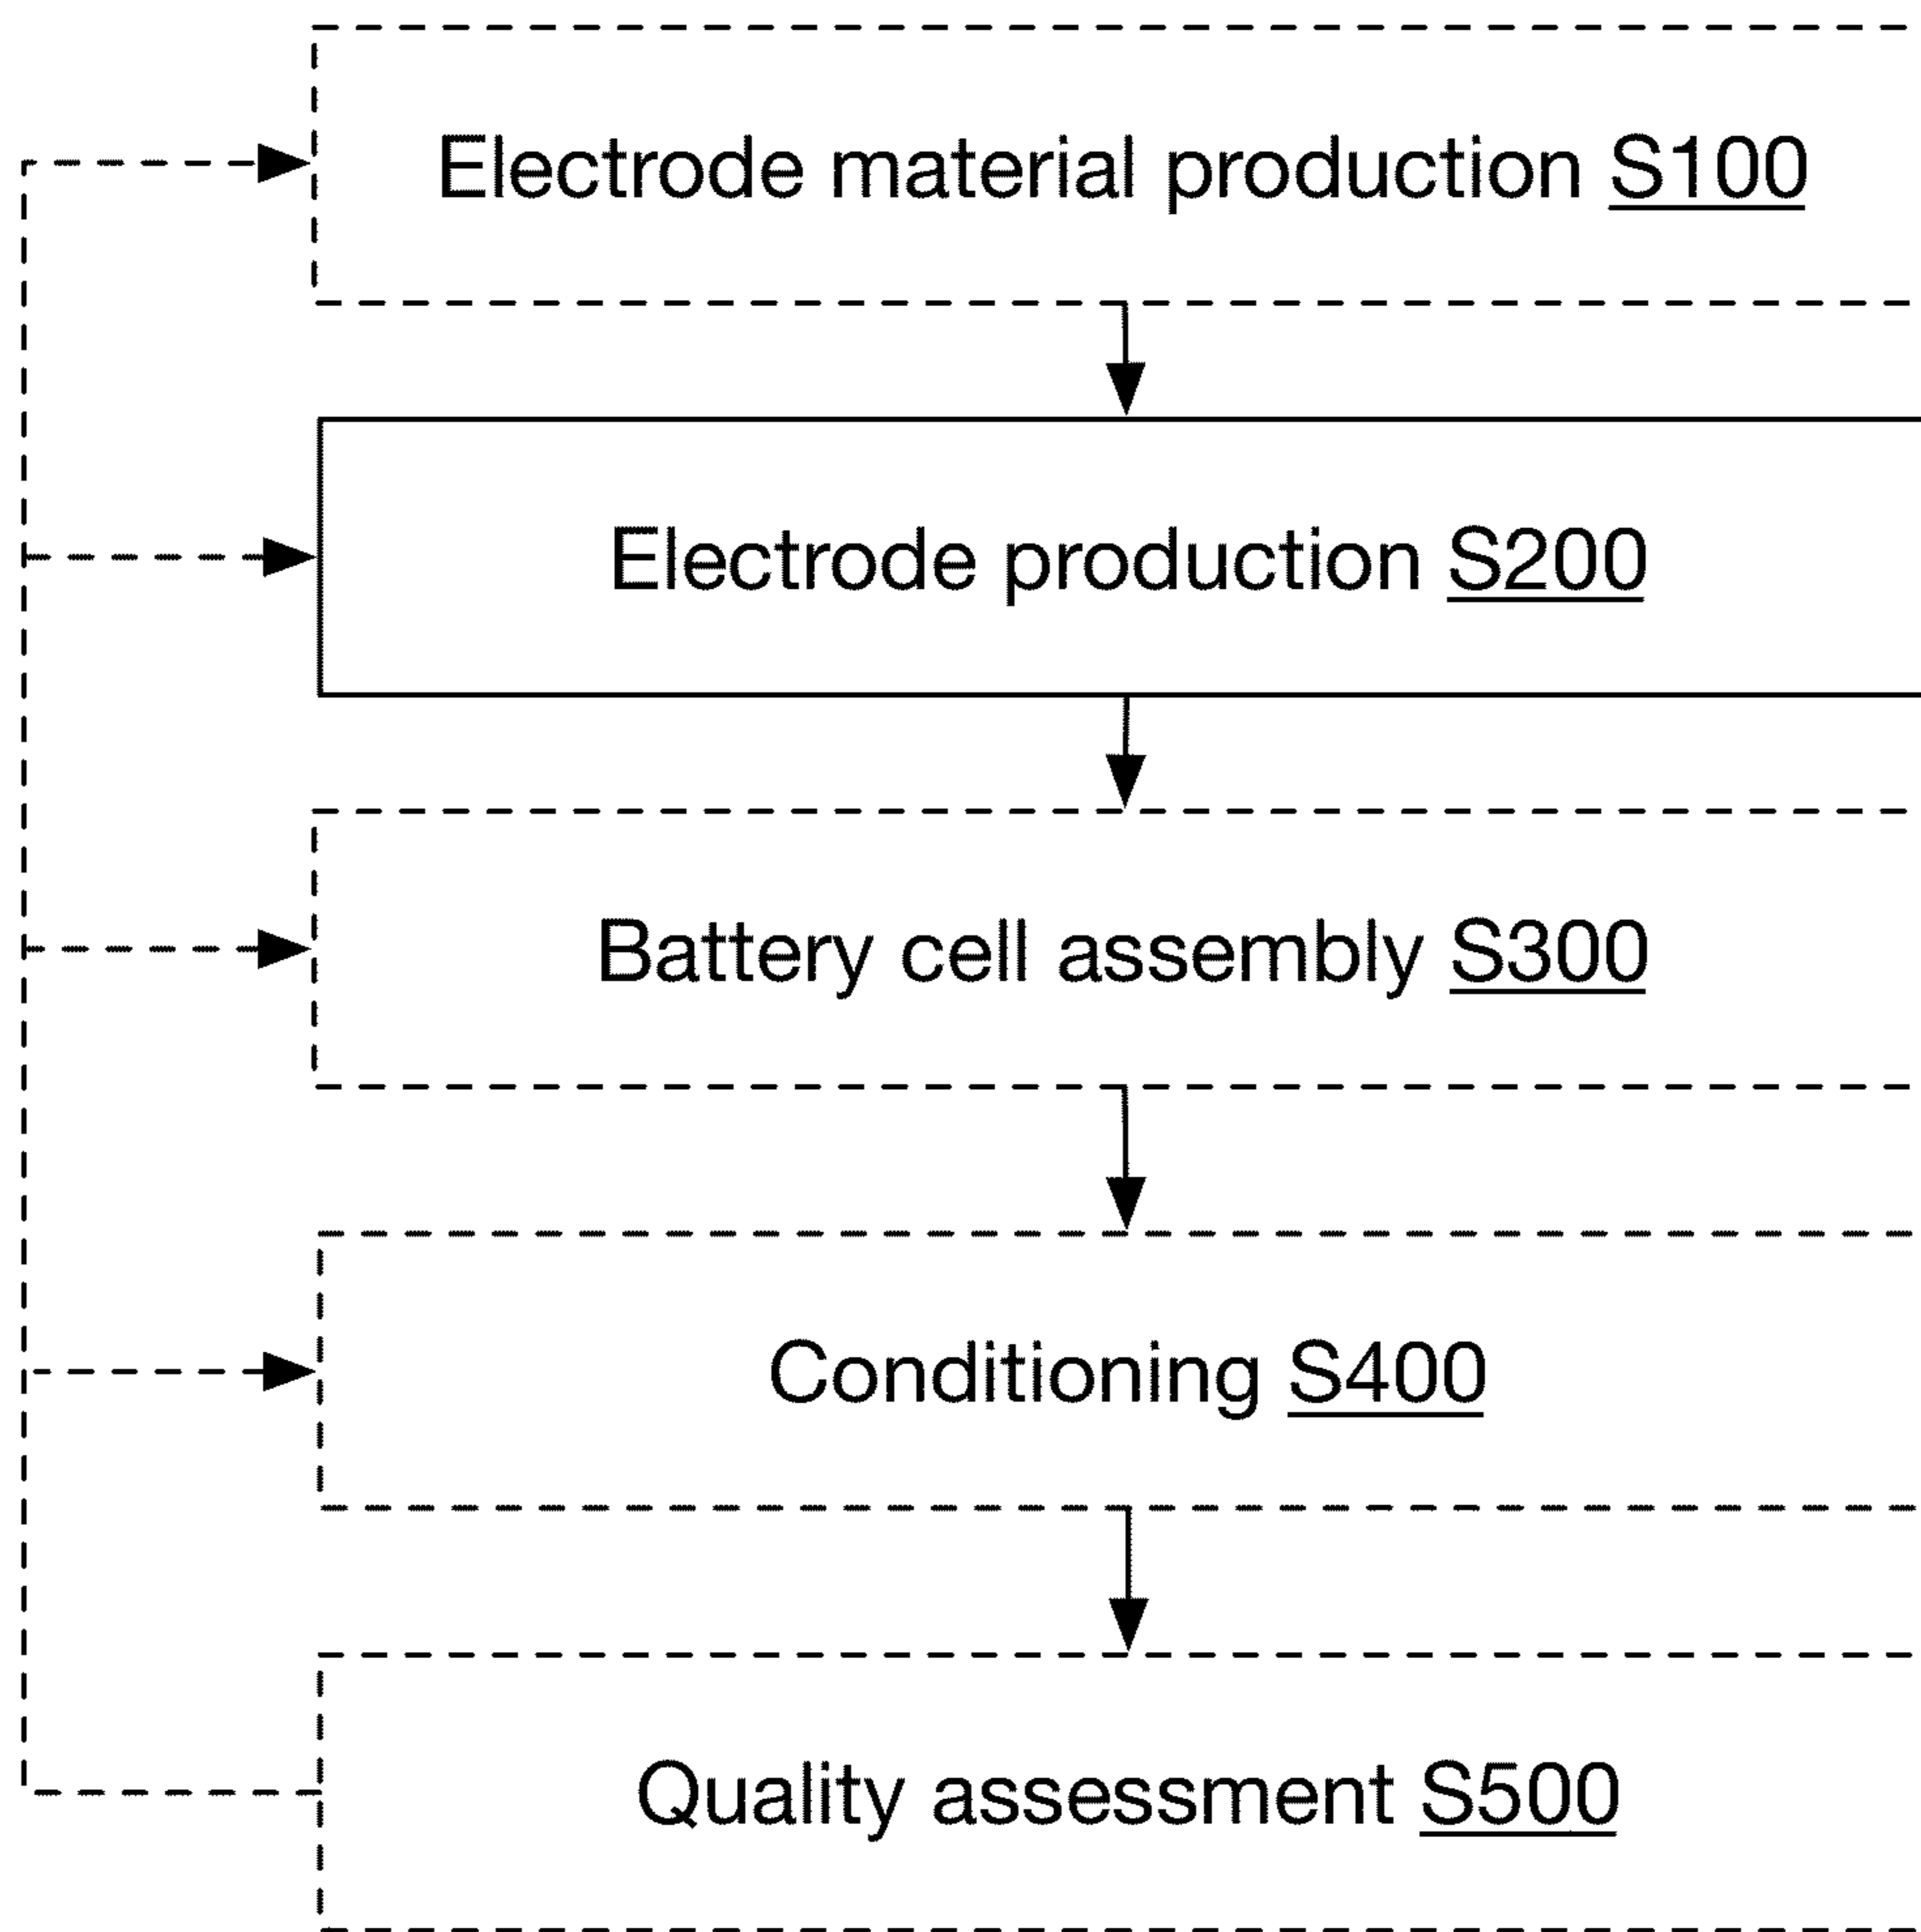 Electrode material production S100
Electrode production S200
Battery cell assembly S300
Conditioning S400
Quality assessment S500